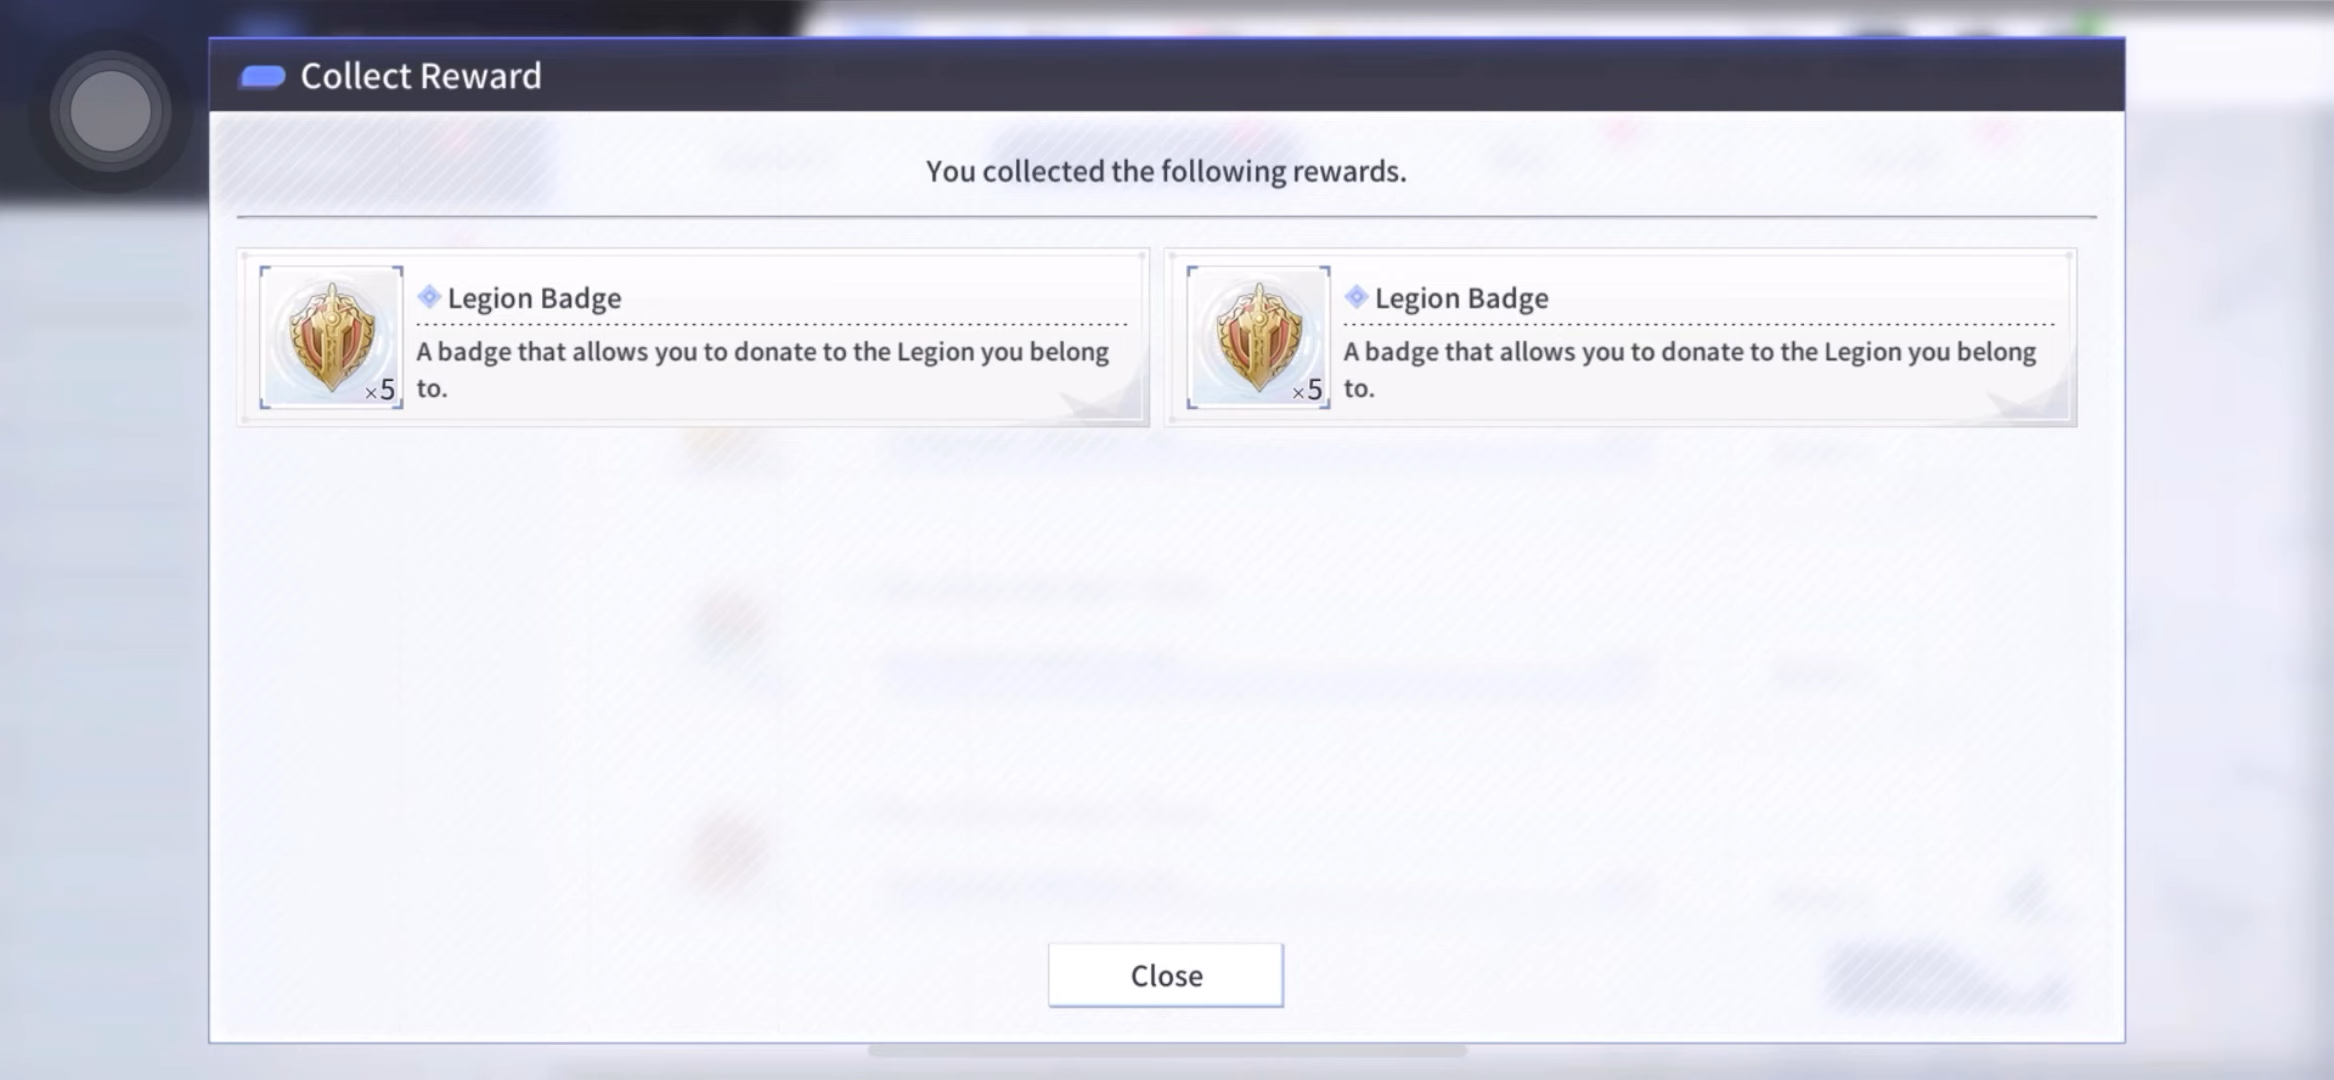 Collect Reward
You collected the following rewards.
Legion Badge
A badge that allows you to donate to the Legion you belong
to.
×5
Legion Badge
A badge that allows you to donate to the Legion you belong
to.
×5
Close